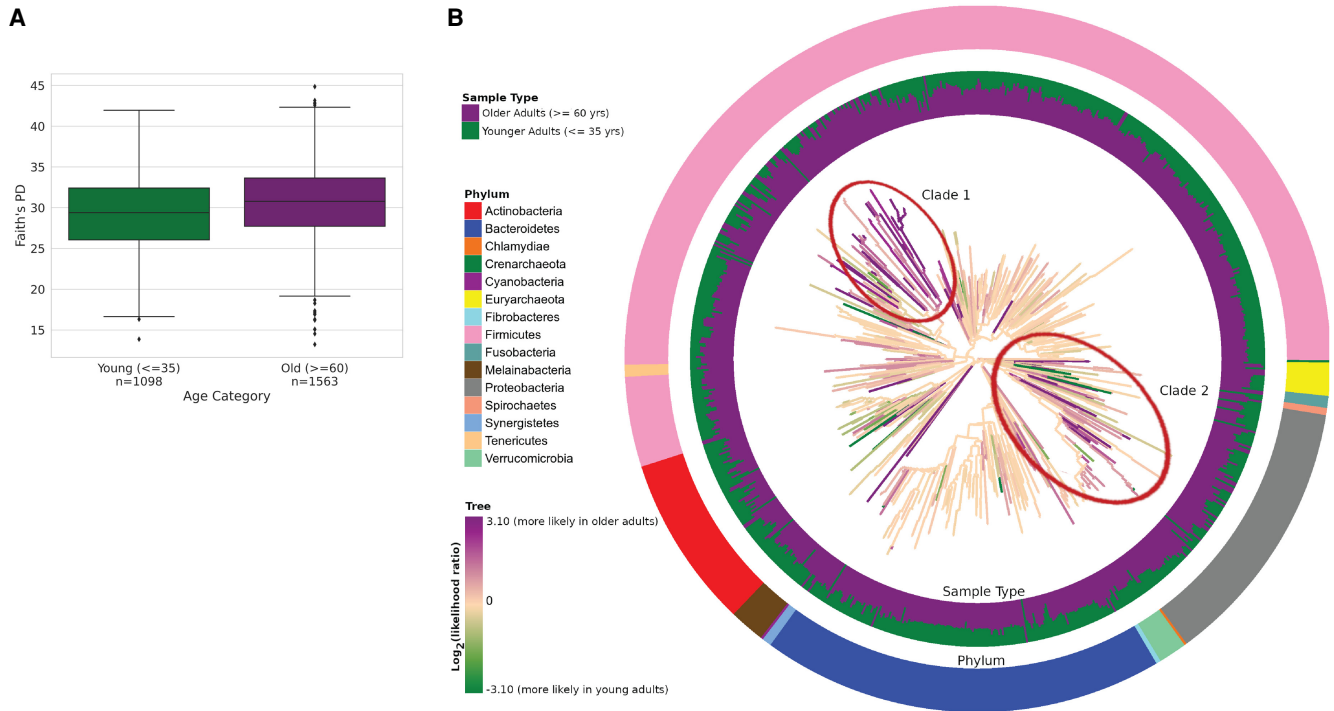 A
B
45
40
35
30
25
20
15
Faith's PD
Young (<=35)
n=1098
Old (>=60)
n=1563
Age Category
Sample Type
Older Adults (>= 60 yrs)
Younger Adults (<= 35 yrs)
Phylum
Actinobacteria
Bacteroidetes
Chlamydiae
Crenarchaeota
Cyanobacteria
Euryarchaeota
Fibrobacteres
Firmicutes
Fusobacteria
Melainabacteria
Proteobacteria
Spirochaetes
Synergistetes
Tenericutes
Verrucomicrobia
Tree
3.10 (more likely in older adults)
0
-3.10 (more likely in young adults)
Log2(likelihood ratio)
Clade 1
Clade 2
Sample Type
Phylum